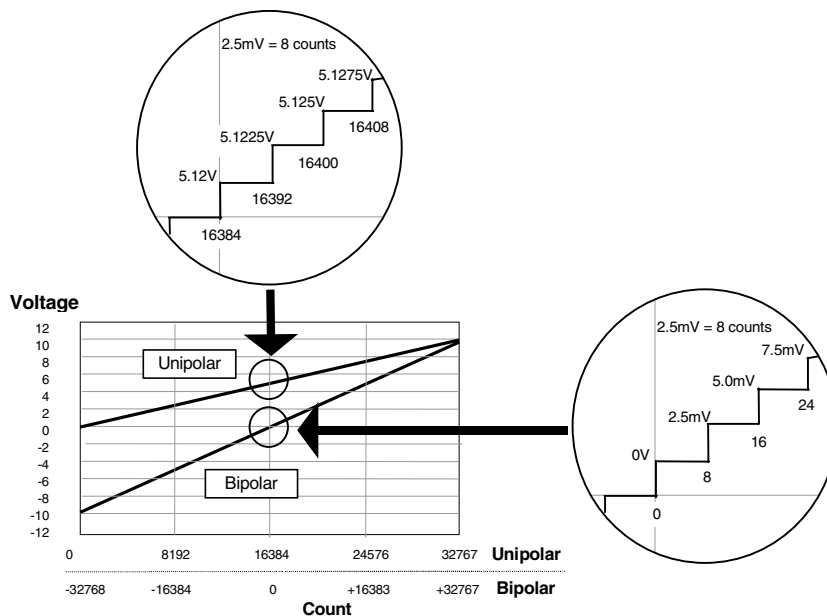 2.5mV = 8 counts
5.1275V
5.125V
16408
5.1225V
16400
5.12V
16392
16384
Voltage
12
10
8
6
4
2
0
-2
-4
-6
-8
-10
-12
Unipolar
Bipolar
2.5mV = 8 counts
7.5mV
5.0mV
24
2.5mV
16
0V
8
0
0 8192 16384 24576 32767 Unipolar
-32768 -16384 0 +16383 +32767 Bipolar
Count